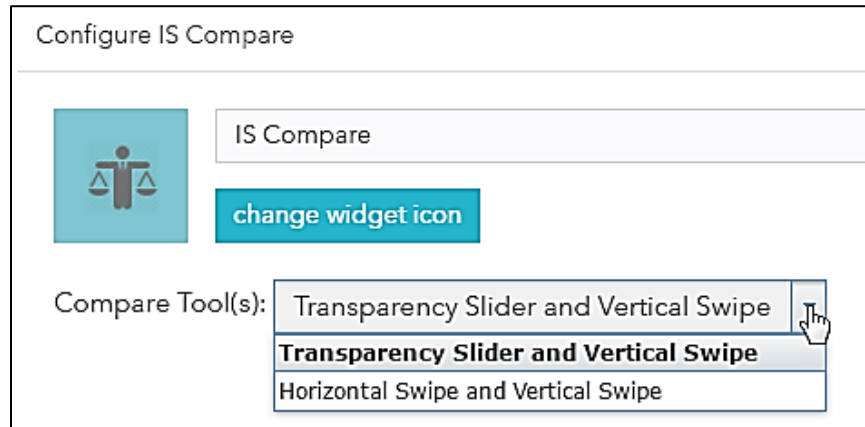 Configure IS Compare
IS Compare
change widget icon
Compare Tool(s): Transparency Slider and Vertical Swipe
Transparency Slider and Vertical Swipe
Horizontal Swipe and Vertical Swipe